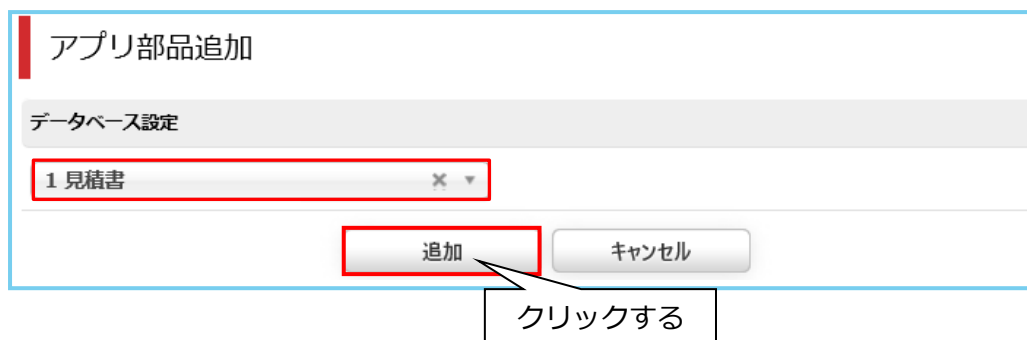 アプリ部品追加
データベース設定
1 見積書
追加 キャンセル
クリックする